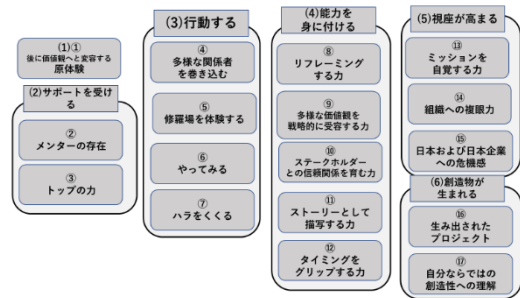 (1)①
後に価値観へと変容する
原体験
(2)サポートを受け
る
②
メンターの存在
③
トップの力
(3)行動する
④
多様な関係者
を巻き込む
⑤
修羅場を体験する
⑥
やってみる
⑦
ハラをくくる
(4)能力を
身に付ける
⑧
リフレーミング
する力
⑨
多様な価値観を
戦略的に受容する力
⑩
ステークホルダー
との信頼関係を育む力
⑪
ストーリーとして
描写する力
⑫
タイミングを
グリップする力
(5)視座が高まる
⑬
ミッションを
自覚する力
⑭
組織への複眼力
⑮
日本および日本企業
への危機感
(6)創造物が
生まれる
⑯
生み出された
プロジェクト
⑰
自分ならではの
創造性への理解